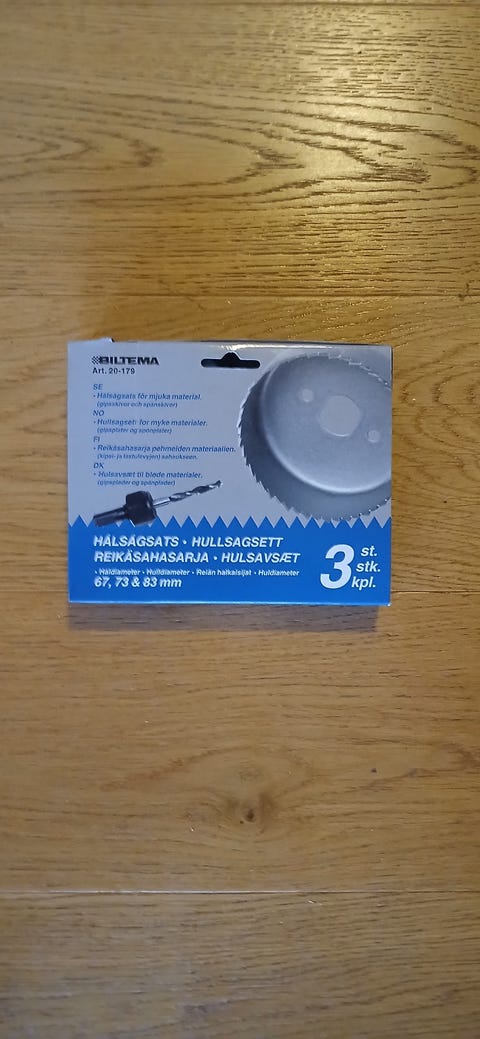 BILTEMA
Art. 20-179
SE
• Hålsågsats för mjuka material.
(gipsskivor och spånskivor)
NO
• Hullsagsett for myke materialer.
(gipsplater og sponplater)
FI
• Reikäsahasarja pehmeiden materiaalien.
(kipsi- ja lastulevyjen) sahaukseen.
DK
• Hulsavsæt til bløde materialer.
(gipsplader og spånplader)
HÅLSÅGSATS • HULLSAGSETT
REIKÄSAHASARJA • HULSAVSÆT
• Håldiameter • Hulldiameter • Reiän halkaisijat • Huldiameter
67, 73 & 83 mm
3 st.
stk.
kpl.